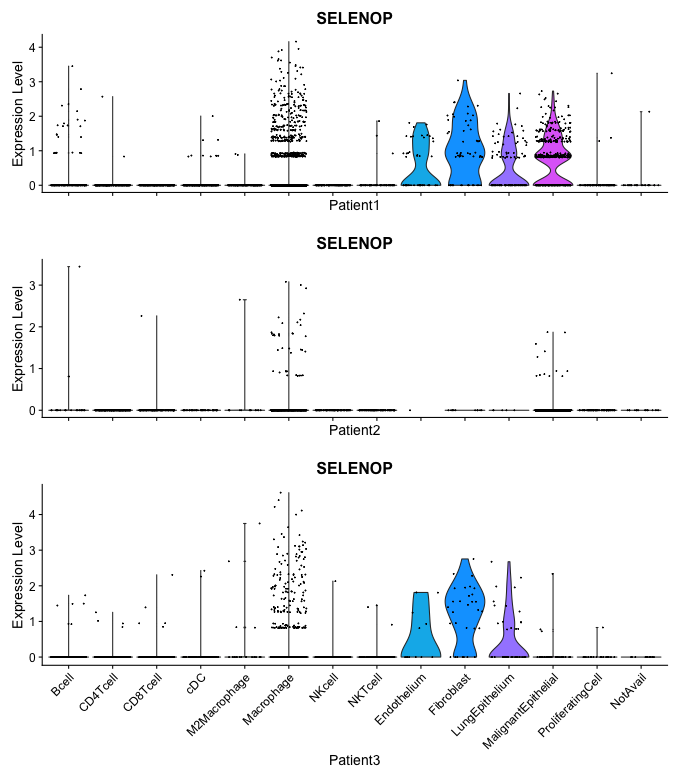 SELENOP
Expression Level
4
3
2
1
0
Patient1
SELENOP
Expression Level
3
2
1
0
Patient2
SELENOP
Expression Level
4
3
2
1
0
Bcell
CD4Tcell
CD8Tcell
cDC
M2Macrophage
Macrophage
NKcell
NKTcell
Endothelium
Fibroblast
LungEpithelium
MalignantEpithelial
ProliferatingCell
NotAvail
Patient3